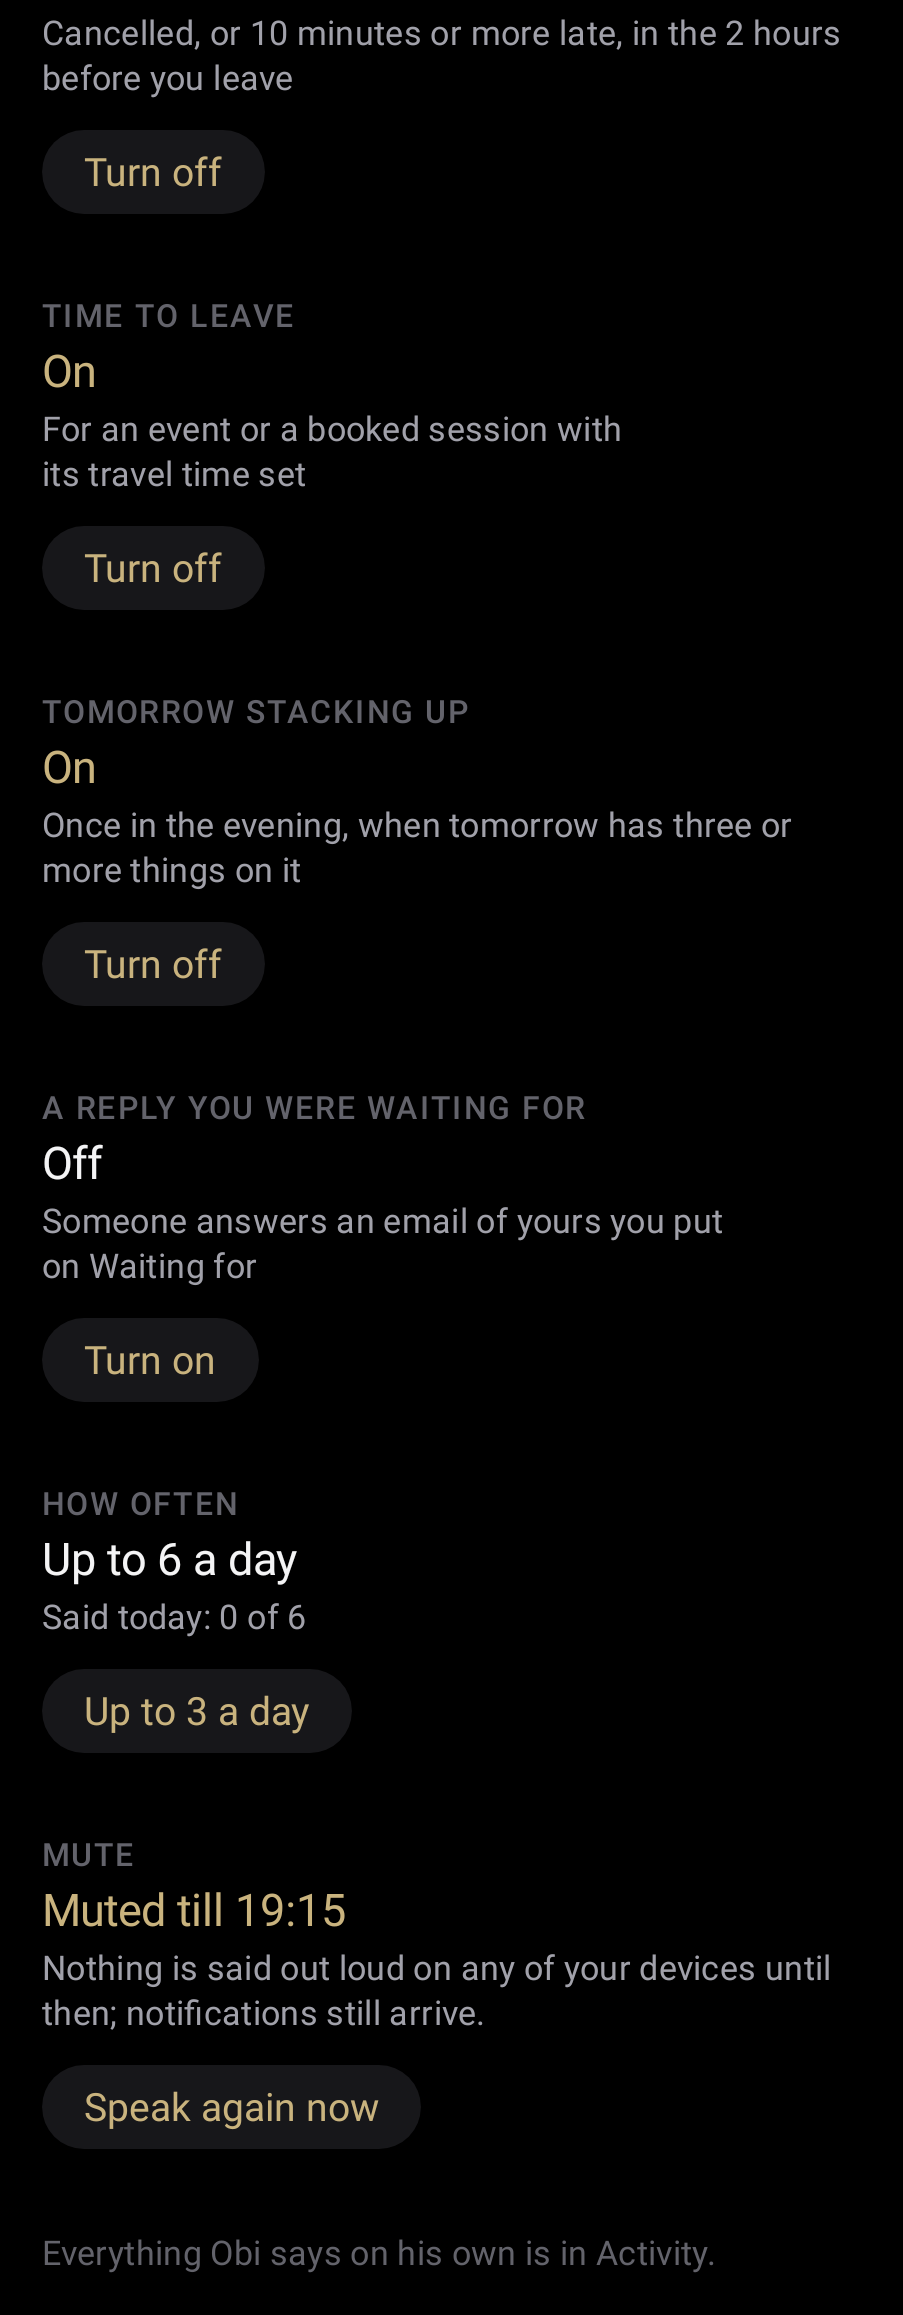 Cancelled, or 10 minutes or more late, in the 2 hours
before you leave
Turn off
TIME TO LEAVE
On
For an event or a booked session with
its travel time set
Turn off
TOMORROW STACKING UP
On
Once in the evening, when tomorrow has three or
more things on it
Turn off
A REPLY YOU WERE WAITING FOR
Off
Someone answers an email of yours you put
on Waiting for
Turn on
HOW OFTEN
Up to 6 a day
Said today: 0 of 6
Up to 3 a day
MUTE
Muted till 19:15
Nothing is said out loud on any of your devices until
then; notifications still arrive.
Speak again now
Everything Obi says on his own is in Activity.